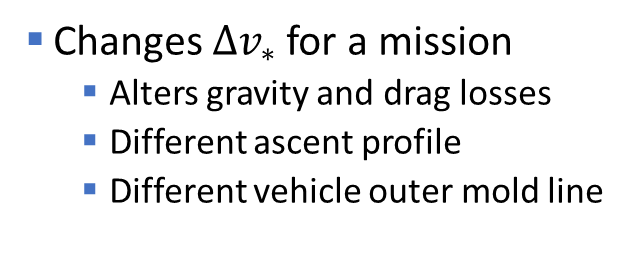 ▪ Changes Δ𝑣∗ for a mission
▪ Alters gravity and drag losses
▪ Different ascent profile
▪ Different vehicle outer mold line